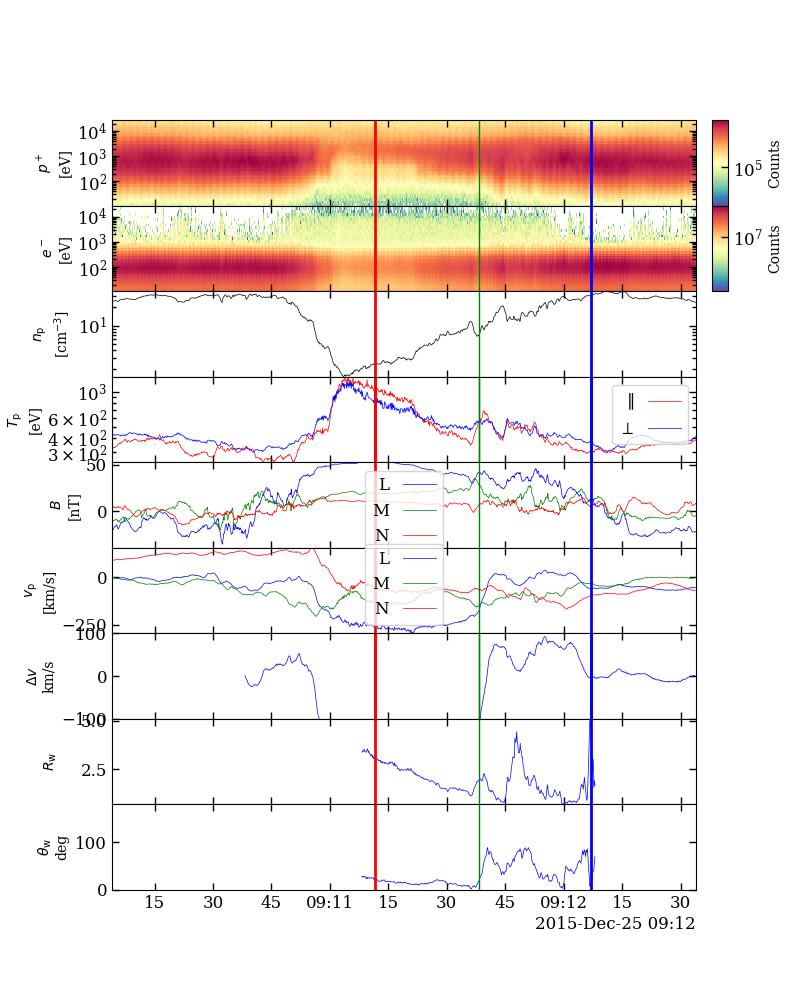 10⁴
10³
10²
p⁺
[eV]
10⁵
Counts
10⁴
10³
10²
e⁻
[eV]
10⁷
Counts
10¹
nₚ
[cm⁻³]
10³
6 × 10²
4 × 10²
3 × 10²
Tₚ
[eV]
∥
⊥
50
0
B
[nT]
L
M
N
0
−250
vₚ
[km/s]
L
M
N
100
0
−100
Δv
km/s
5.0
2.5
R_w
100
0
θ_w
deg
15 30 45 09:11 15 30 45 09:12 15 30
2015-Dec-25 09:12